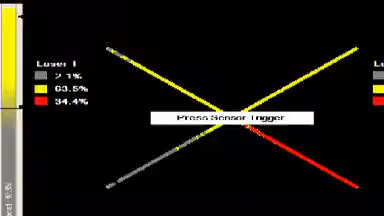 Laser 1
2.1%
63.5%
34.4%
Press Sensor Trigger